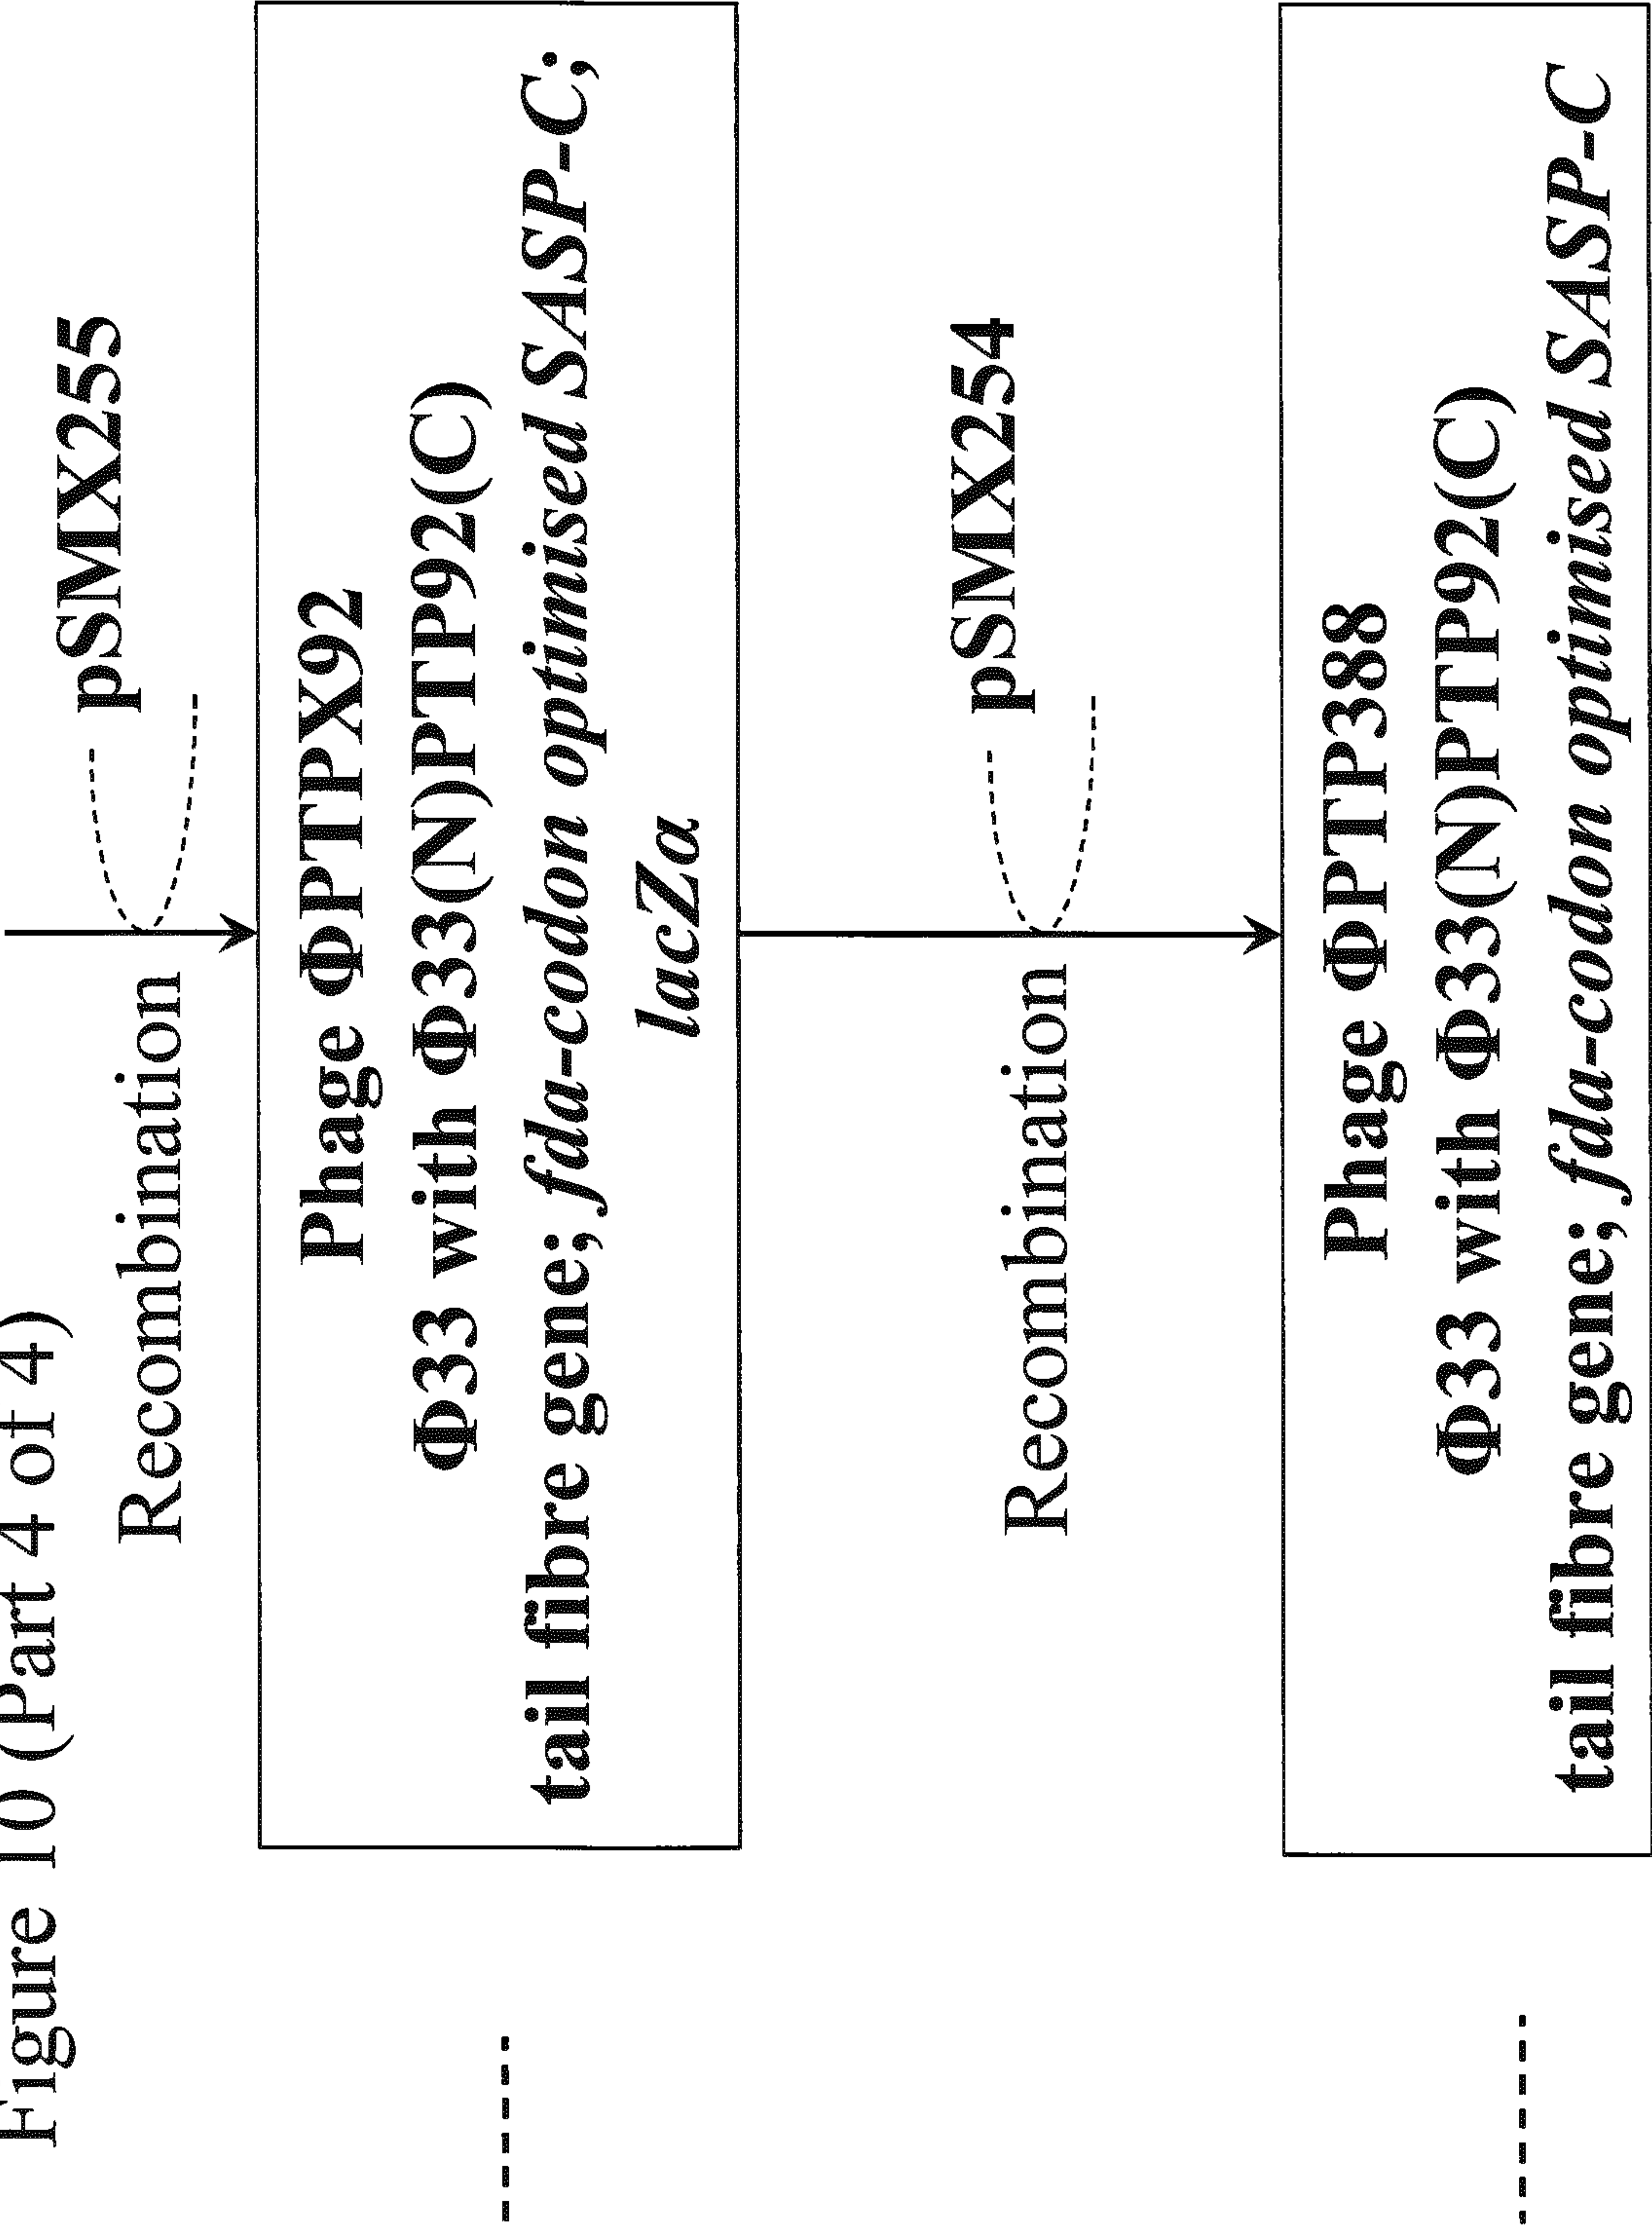 Figure 10 (Part 4 of 4)
Recombination
pSMX255
Phage ΦPTPX92
Φ33 with Φ33(N)PTP92(C)
tail fibre gene; fda-codon optimised SASP-C;
lacZa
Recombination
pSMX254
Phage ΦPTP388
Φ33 with Φ33(N)PTP92(C)
tail fibre gene; fda-codon optimised SASP-C